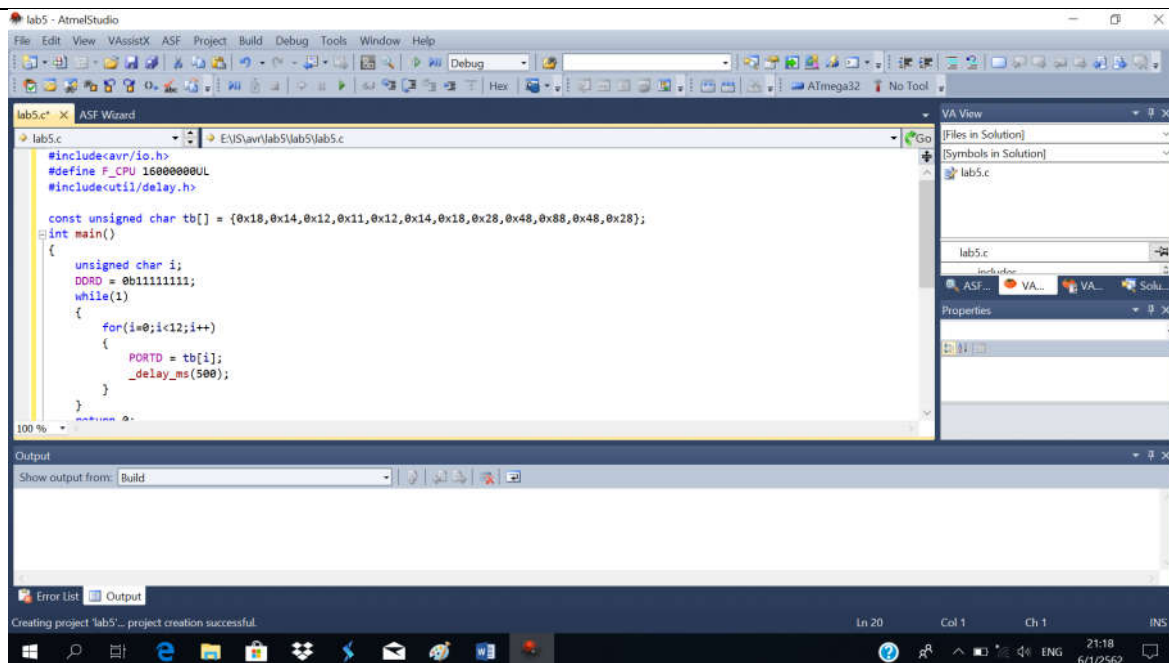 lab5 - AtmelStudio
File Edit View VAssistX ASF Project Build Debug Tools Window Help
Debug
Hex ATmega32 No Tool
lab5.c* ASF Wizard
lab5.c E:\IS\avr\lab5\lab5\lab5.c Go
#include<avr/io.h>
#define F_CPU 16000000UL
#include<util/delay.h>
const unsigned char tb[] = {0x18,0x14,0x12,0x11,0x12,0x14,0x18,0x28,0x48,0x88,0x48,0x28};
int main()
{
unsigned char i;
DDRD = 0b11111111;
while(1)
{
for(i=0;i<12;i++)
{
PORTD = tb[i];
_delay_ms(500);
}
}
return 0;
100 %
VA View
[Files in Solution]
[Symbols in Solution]
lab5.c
lab5.c
includes
ASF... VA... VA... Solu...
Properties
Output
Show output from: Build
Error List Output
Creating project 'lab5'... project creation successful.
Ln 20 Col 1 Ch 1 INS
ENG
21:18
6/1/2562